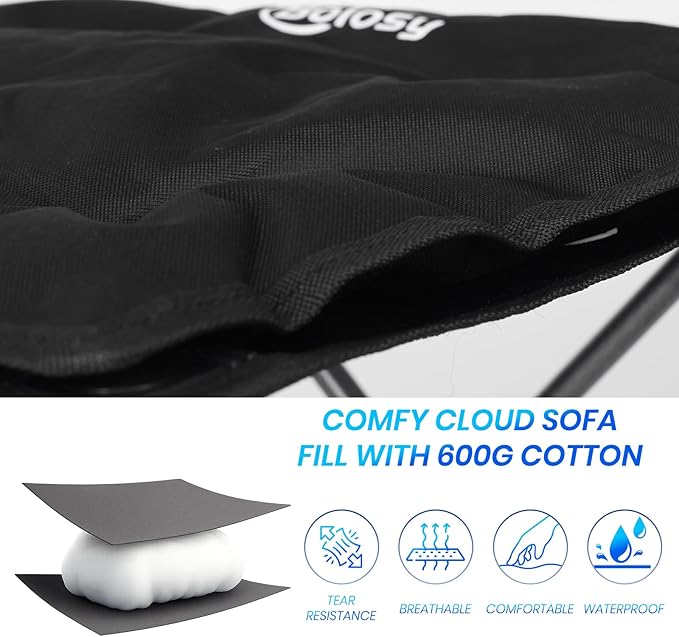 COMFY CLOUD SOFA
FILL WITH 600G COTTON
TEAR
RESISTANCE
BREATHABLE
COMFORTABLE
WATERPROOF